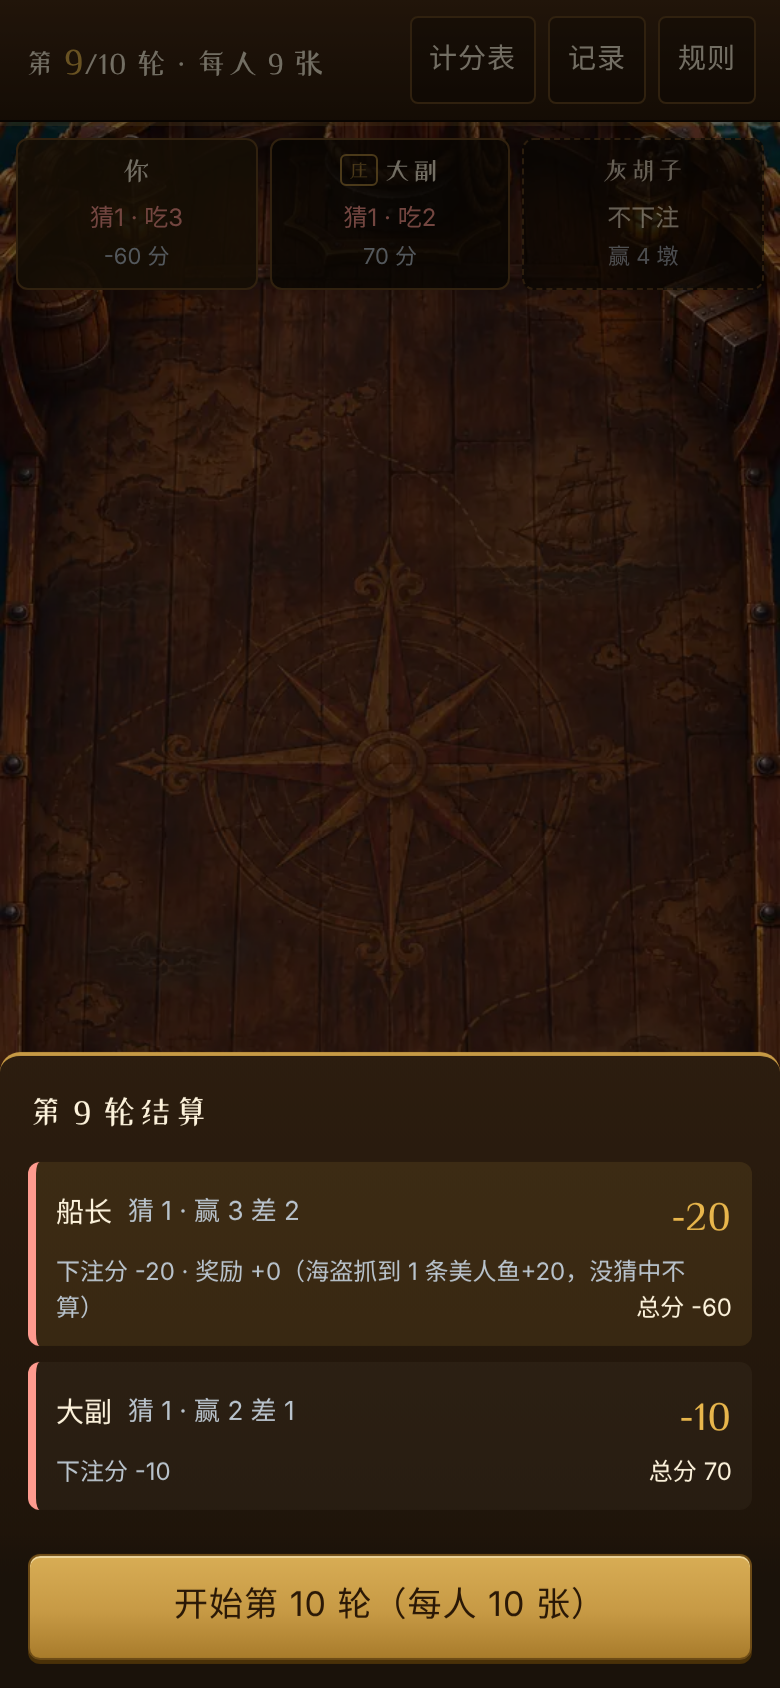 第 9/10 轮 · 每人 9 张
计分表
记录
规则
你
猜1 · 吃3
-60 分
庄 大副
猜1 · 吃2
70 分
灰胡子
不下注
赢 4 墩
第 9 轮结算
船长 猜 1 · 赢 3 差 2
-20
下注分 -20 · 奖励 +0（海盗抓到 1 条美人鱼+20，没猜中不
算）
总分 -60
大副 猜 1 · 赢 2 差 1
-10
下注分 -10
总分 70
开始第 10 轮（每人 10 张）